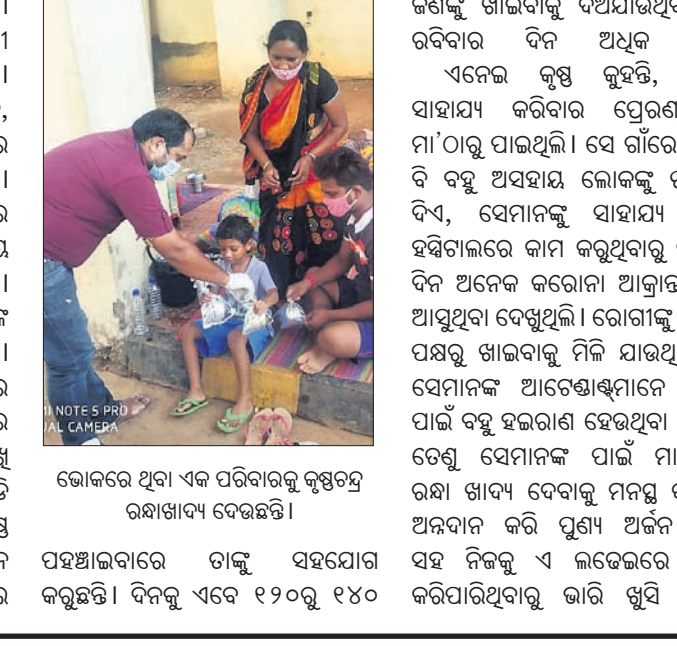 ।
ୀ
।
,
ର
।
ର
ୟ
।
ଙ୍କ
।
ର
ର
ଖି
ଡି
ଷ୍ଣ
ନ
ଇ
MI NOTE 5 PRO
DUAL CAMERA
ଭୋକରେ ଥିବା ଏକ ପରିବାରକୁ କୃଷ୍ଣଚନ୍ଦ୍ର
ରନ୍ଧାଖାଦ୍ୟ ଦେଉଛନ୍ତି।
ପହଞ୍ଚାଇବାରେ ତାଙ୍କୁ ସହଯୋଗ
କରୁଛନ୍ତି। ଦିନକୁ ଏବେ ୧୨୦ରୁ ୧୪୦
ଜଣଙ୍କୁ ଖାଇବାକୁ ଦିଆଯାଉଥିବା
ରବିବାର ଦିନ ଅଧିକ
ଏନେଇ କୃଷ୍ଣ କୁହନ୍ତି,
ସାହାଯ୍ୟ କରିବାର ପ୍ରେରଣା
ମା'ଠାରୁ ପାଇଥିଲି। ସେ ଗାଁରେ
ବି ବହୁ ଅସହାୟ ଲୋକଙ୍କୁ
ଦିଏ, ସେମାନଙ୍କୁ ସାହାଯ୍ୟ
ହସ୍ପିଟାଲରେ କାମ କରୁଥିବାରୁ
ଦିନ ଅନେକ କରୋନା ଆକ୍ରାନ୍ତ
ଆସୁଥିବା ଦେଖୁଥିଲି। ରୋଗୀଙ୍କୁ
ପକ୍ଷରୁ ଖାଇବାକୁ ମିଳି ଯାଉଥି
ସେମାନଙ୍କ ଆଟେଣ୍ଡାଣ୍ଟମାନେ
ପାଇଁ ବହୁ ହଇରାଣ ହେଉଥିବା
ତେଣୁ ସେମାନଙ୍କ ପାଇଁ ମା
ରନ୍ଧା ଖାଦ୍ୟ ଦେବାକୁ ମନସ୍ଥ
ଅନ୍ନଦାନ କରି ପୁଣ୍ୟ ଅର୍ଜନ
ସହ ନିଜକୁ ଏ ଲଢେଇରେ
କରିପାରିଥିବାରୁ ଭାରି ଖୁସି